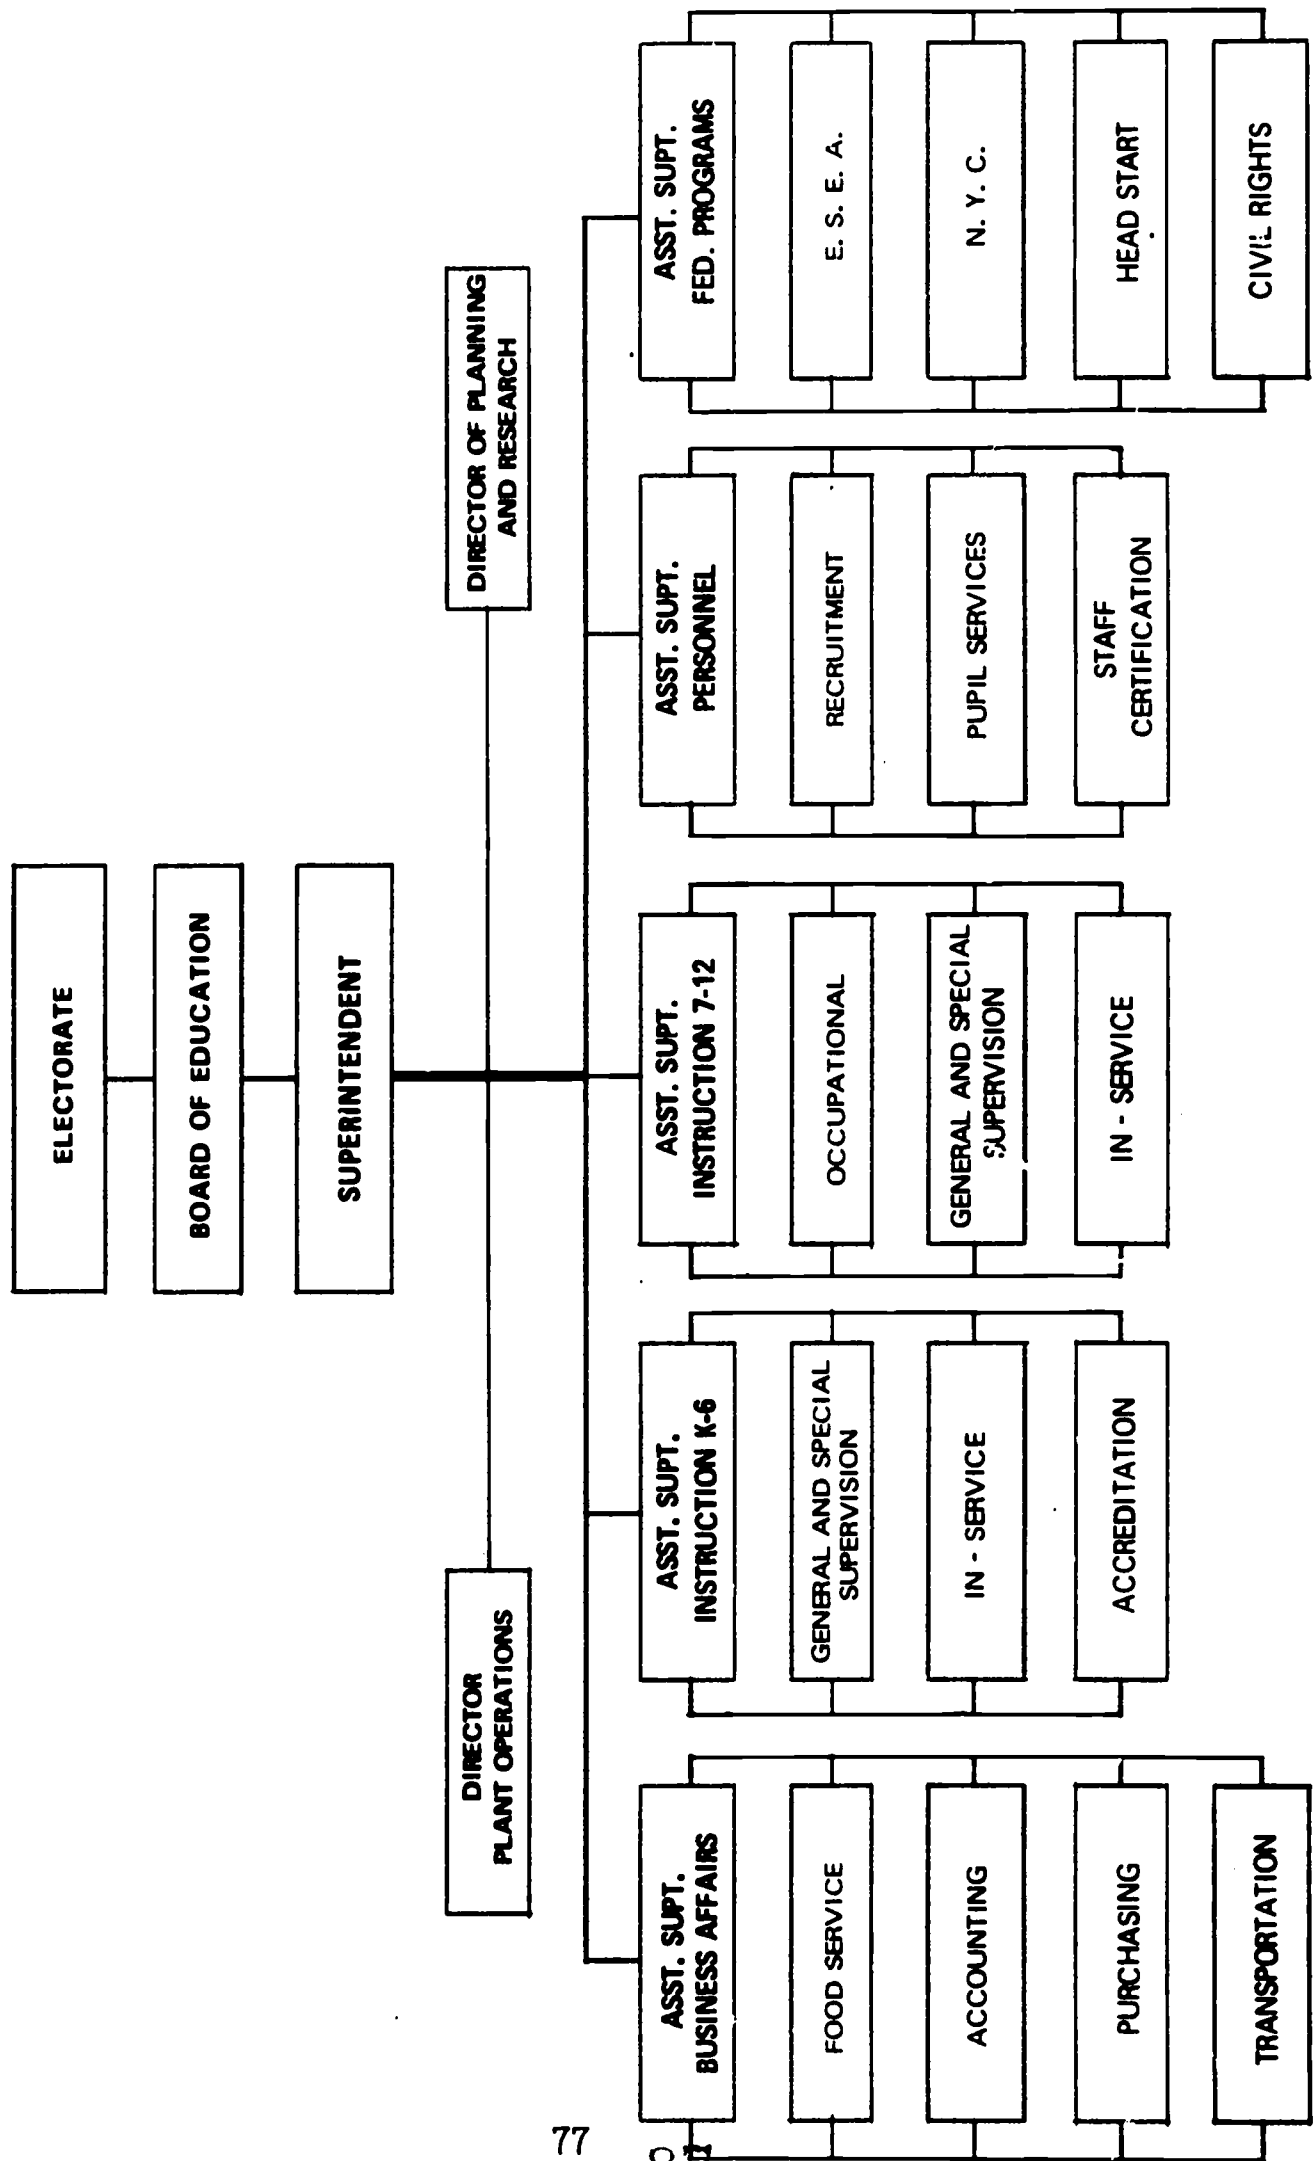 ELECTORATE
BOARD OF EDUCATION
SUPERINTENDENT
DIRECTOR
PLANT OPERATIONS
DIRECTOR OF PLANNING
AND RESEARCH
ASST. SUPT.
BUSINESS AFFAIRS
FOOD SERVICE
ACCOUNTING
PURCHASING
TRANSPORTATION
ASST. SUPT.
INSTRUCTION K-6
GENERAL AND SPECIAL
SUPERVISION
IN - SERVICE
ACCREDITATION
ASST. SUPT.
INSTRUCTION 7-12
OCCUPATIONAL
GENERAL AND SPECIAL
SUPERVISION
IN - SERVICE
ASST. SUPT.
PERSONNEL
RECRUITMENT
PUPIL SERVICES
STAFF
CERTIFICATION
ASST. SUPT.
FED. PROGRAMS
E. S. E. A.
N. Y. C.
HEAD START
CIVIL RIGHTS
77